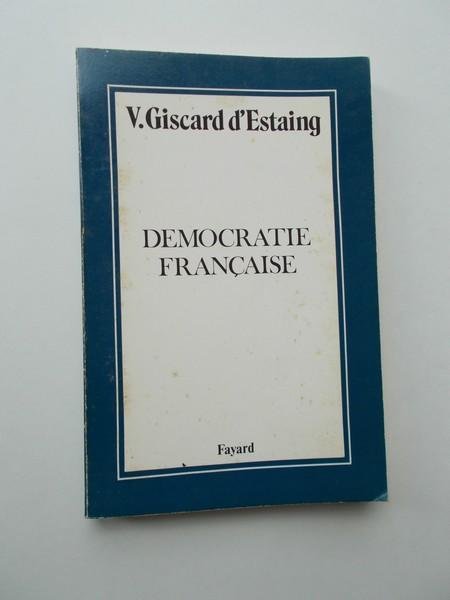 V.Giscard d'Estaing
DEMOCRATIE
FRANÇAISE
Fayard